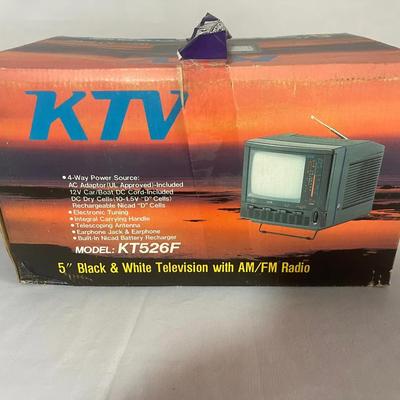 KTV
• 4-Way Power Source:
AC Adaptor (UL Approved)-Included
12V Car/Boat DC Cord-Included
DC Dry Cells (10-1.5V "D" Cells)
Rechargeable Nicad "D" Cells
• Electronic Tuning
• Integral Carrying Handle
• Telescoping Antenna
• Earphone Jack & Earphone
• Built-In Nicad Battery Recharger
MODEL: KT526F
5" Black & White Television with AM/FM Radio